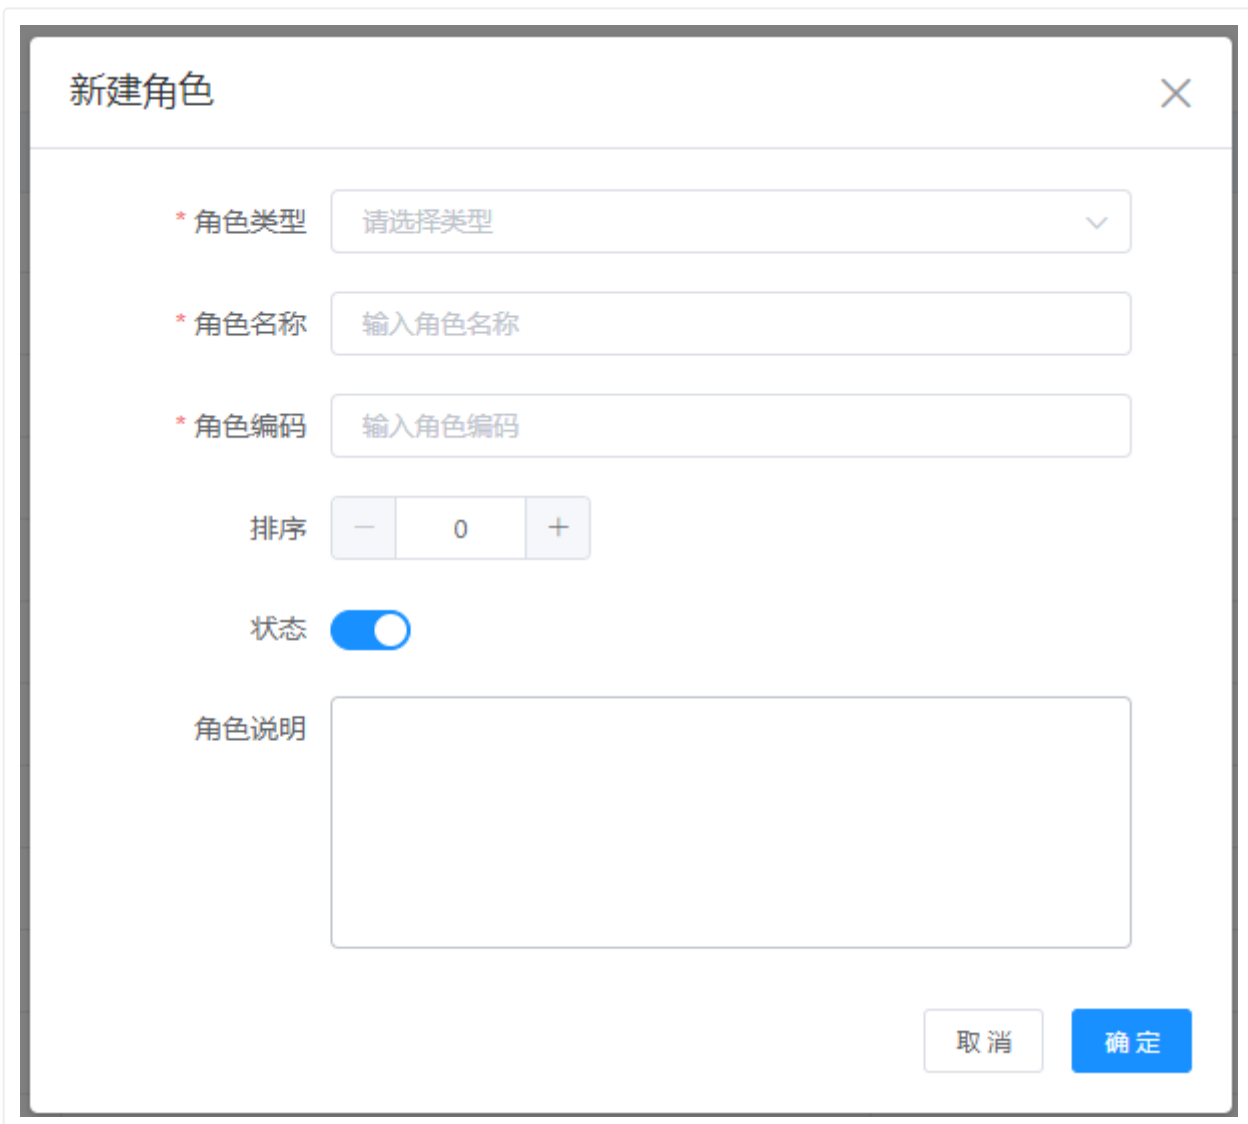 新建角色
* 角色类型 请选择类型
* 角色名称 输入角色名称
* 角色编码 输入角色编码
排序 0
状态
角色说明
取消 确定